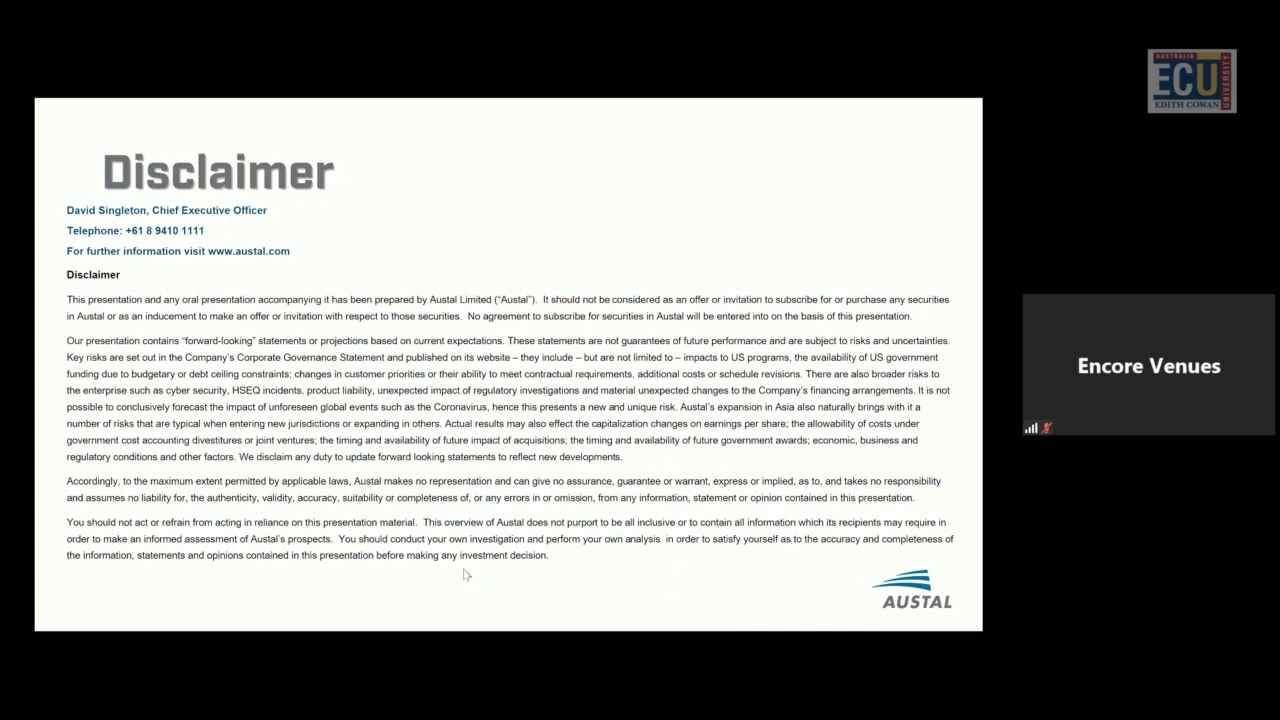 AUSTRALIA
ECU
EDITH COWAN
UNIVERSITY
Disclaimer
David Singleton, Chief Executive Officer
Telephone: +61 8 9410 1111
For further information visit www.austal.com
Disclaimer
This presentation and any oral presentation accompanying it has been prepared by Austal Limited (“Austal”).  It should not be considered as an offer or invitation to subscribe for or purchase any securities
in Austal or as an inducement to make an offer or invitation with respect to those securities.  No agreement to subscribe for securities in Austal will be entered into on the basis of this presentation.
Our presentation contains “forward-looking” statements or projections based on current expectations. These statements are not guarantees of future performance and are subject to risks and uncertainties.
Key risks are set out in the Company’s Corporate Governance Statement and published on its website – they include – but are not limited to – impacts to US programs, the availability of US government
funding due to budgetary or debt ceiling constraints; changes in customer priorities or their ability to meet contractual requirements, additional costs or schedule revisions. There are also broader risks to
the enterprise such as cyber security, HSEQ incidents, product liability, unexpected impact of regulatory investigations and material unexpected changes to the Company’s financing arrangements. It is not
possible to conclusively forecast the impact of unforeseen global events such as the Coronavirus, hence this presents a new and unique risk. Austal’s expansion in Asia also naturally brings with it a
number of risks that are typical when entering new jurisdictions or expanding in others. Actual results may also effect the capitalization changes on earnings per share; the allowability of costs under
government cost accounting divestitures or joint ventures; the timing and availability of future impact of acquisitions; the timing and availability of future government awards; economic, business and
regulatory conditions and other factors. We disclaim any duty to update forward looking statements to reflect new developments.
Accordingly, to the maximum extent permitted by applicable laws, Austal makes no representation and can give no assurance, guarantee or warrant, express or implied, as to, and takes no responsibility
and assumes no liability for, the authenticity, validity, accuracy, suitability or completeness of, or any errors in or omission, from any information, statement or opinion contained in this presentation.
You should not act or refrain from acting in reliance on this presentation material.  This overview of Austal does not purport to be all inclusive or to contain all information which its recipients may require in
order to make an informed assessment of Austal’s prospects.  You should conduct your own investigation and perform your own analysis  in order to satisfy yourself as to the accuracy and completeness of
the information, statements and opinions contained in this presentation before making any investment decision.
AUSTAL
Encore Venues